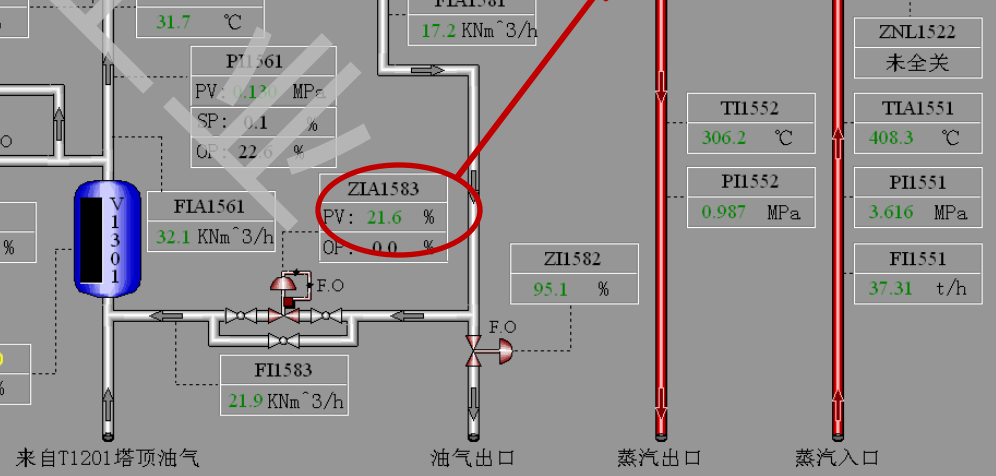 31.7 ℃
PI1561
PV: 0.130 MPa
SP: 0.1 %
OP: 22.6 %
FIA1581
17.2 KNm^3/h
ZNL1522
未全关
TI1552
306.2 ℃
TIA1551
408.3 ℃
PI1552
0.987 MPa
PI1551
3.616 MPa
FI1551
37.31 t/h
O
V1301
FIA1561
32.1 KNm^3/h
ZIA1583
PV: 21.6 %
OP: 0.0 %
%
F.O
ZI1582
95.1 %
F.O
FI1583
21.9 KNm^3/h
%
来自T1201塔顶油气
油气出口
蒸汽出口
蒸汽入口